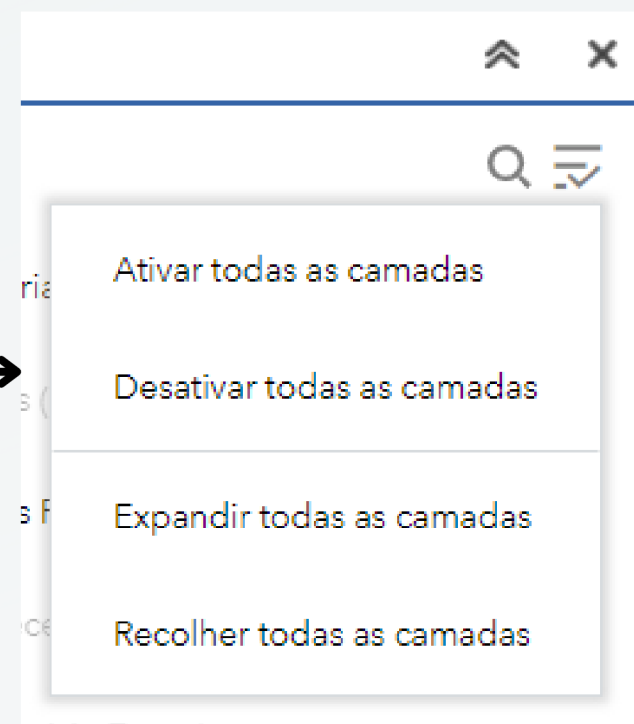 Ativar todas as camadas
Desativar todas as camadas
Expandir todas as camadas
Recolher todas as camadas